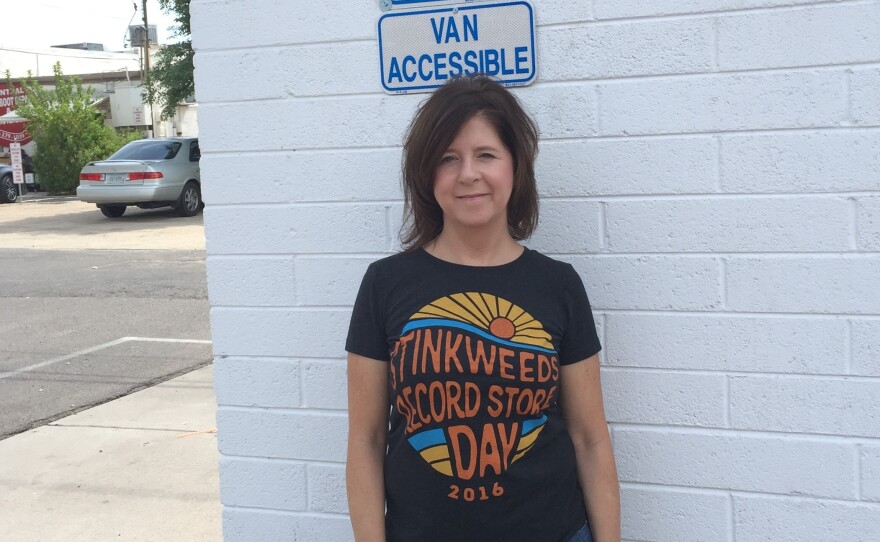 VAN
ACCESSIBLE
STINKWEEDS
RECORD STORE
DAY
2016